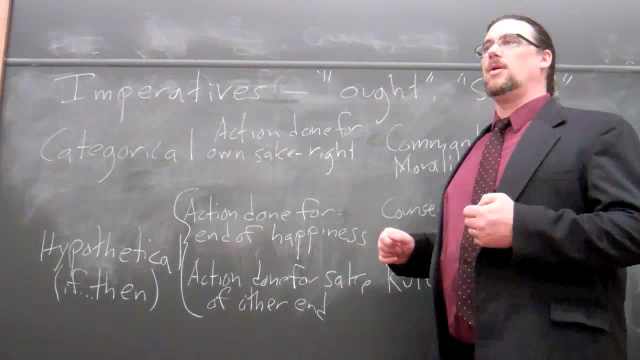 Imperatives — "ought", "S
Categorical Action done for own sake-right Command Morali
Hypothetical (if...then)
Action done for end of happiness Counse
Action done for sake of other end Rul